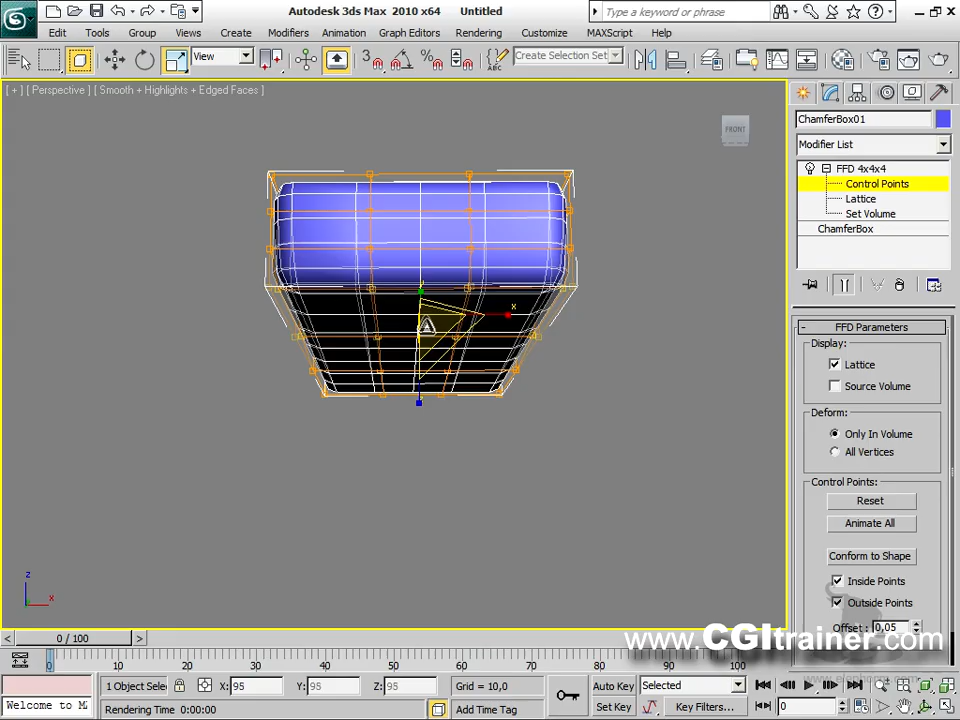 Autodesk 3ds Max 2010 x64 Untitled
Type a keyword or phrase
Edit Tools Group Views Create Modifiers Animation Graph Editors Rendering Customize MAXScript Help
View
3
Create Selection Set
[ + ] [ Perspective ] [ Smooth + Highlights + Edged Faces ]
FRONT
ChamferBox01
Modifier List
FFD 4x4x4
Control Points
Lattice
Set Volume
ChamferBox
FFD Parameters
Display:
Lattice
Source Volume
Deform:
Only In Volume
All Vertices
Control Points:
Reset
Animate All
Conform to Shape
Inside Points
Outside Points
Offset : 0,05
x
z
x
www.CGItrainer.com
0 / 100
0 10 20 30 40 50 60 70 80 90 100
1 Object Selec
X: 95 Y: 95 Z: 95
Grid = 10,0
Auto Key
Selected
Welcome to M
Rendering Time 0:00:00
Add Time Tag
Set Key
Key Filters...
0